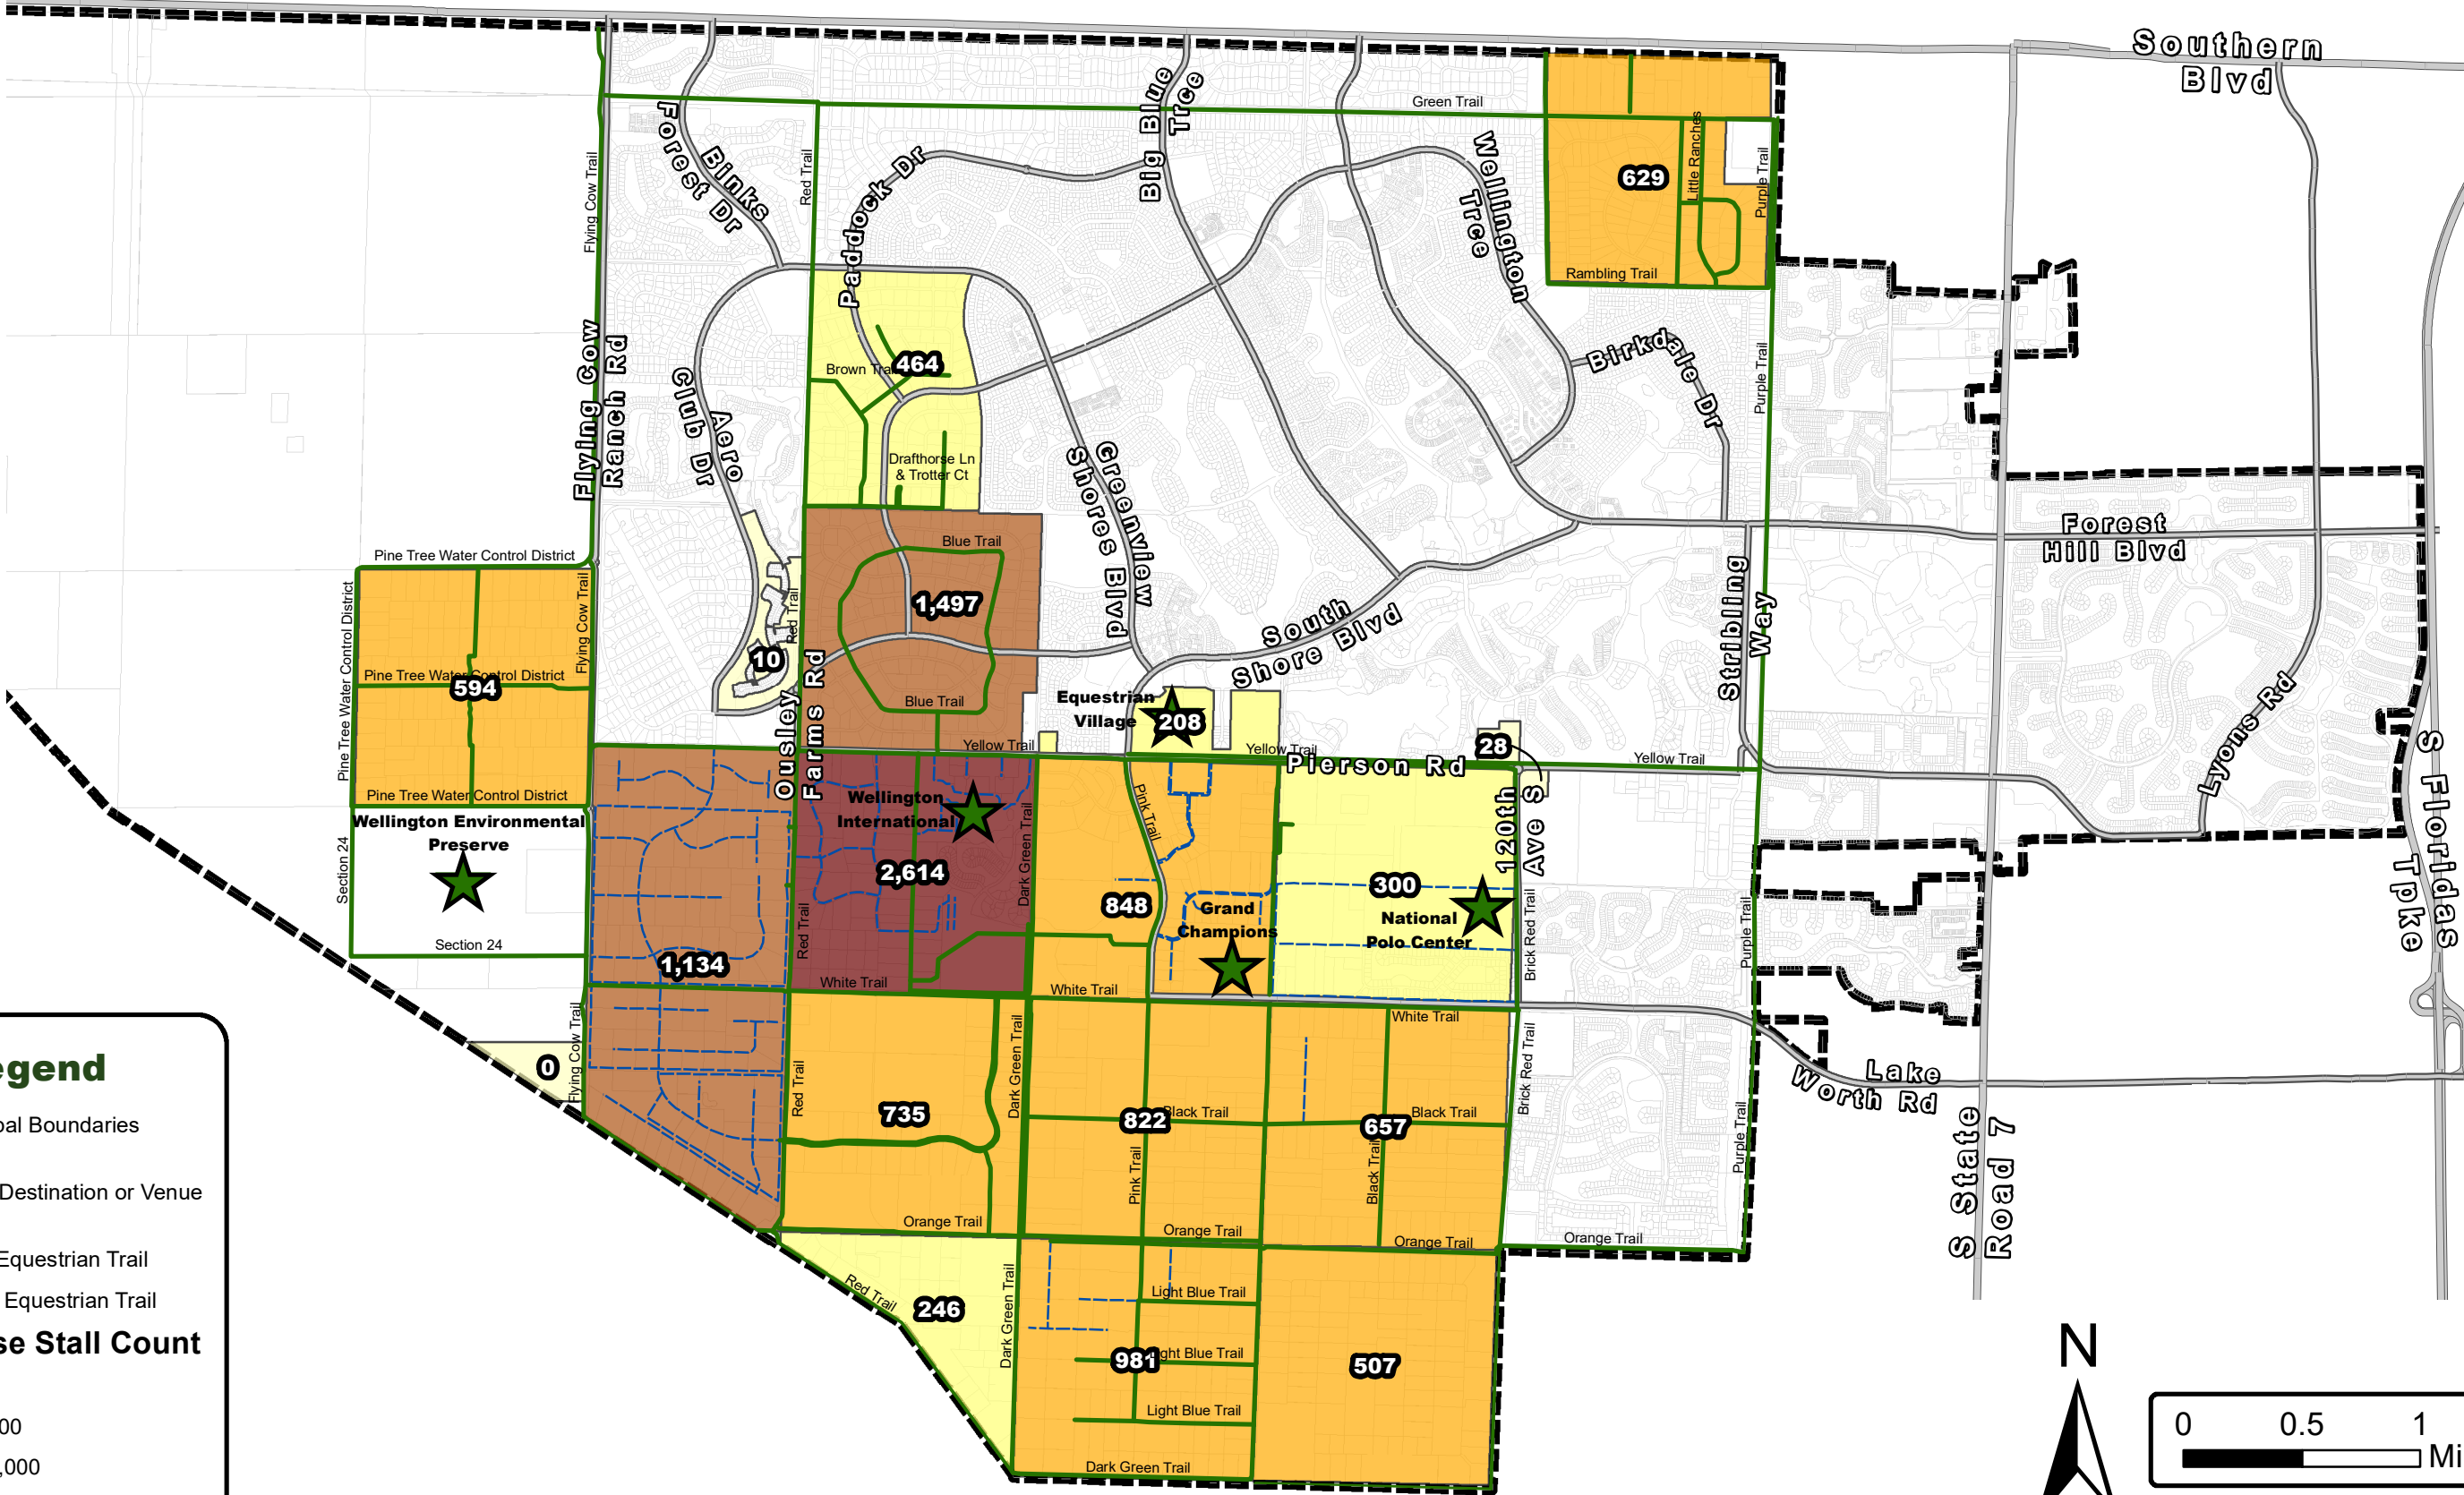 Southern
Blvd
Big Blue
Trce
Green Trail
Forest Dr
Binks
Flying Cow Trail
Red Trail
Paddock Dr
Wellington
Trce
Little Ranches
629
Purple Trail
Rambling Trail
Flying Cow
Ranch Rd
Club Dr
Aero
Brown Trail
464
Drafthorse Ln
& Trotter Ct
Greenview
Shores Blvd
Birkdale Dr
Purple Trail
Forest
Hill Blvd
Pine Tree Water Control District
Blue Trail
1,497
Flying Cow Trail
Pine Tree Water Control District
Red Trail
10
Pine Tree Water Control District
594
Blue Trail
South
Shore Blvd
Stribling
Way
Equestrian
Village
208
Lyons Rd
Ousley
Farms Rd
Yellow Trail
Yellow Trail
28
Yellow Trail
Pierson Rd
Pine Tree Water Control District
Wellington Environmental
Preserve
Wellington
International
Pink Trail
120th
Ave S
S Floridas
Tpke
Section 24
Section 24
2,614
Dark Green Trail
848
300
Grand
Champions
National
Polo Center
Red Trail
Brick Red Trail
Purple Trail
1,134
White Trail
White Trail
White Trail
0
Flying Cow Trail
Red Trail
Dark Green Trail
Brick Red Trail
Lake
Worth Rd
735
822
Black Trail
657
Black Trail
Pink Trail
Black Trail
Purple Trail
S State
Road 7
Orange Trail
Orange Trail
Orange Trail
Orange Trail
Red Trail
246
Dark Green Trail
Light Blue Trail
981
Light Blue Trail
507
Light Blue Trail
Dark Green Trail
egend
pal Boundaries
Destination or Venue
Equestrian Trail
Equestrian Trail
se Stall Count
00
,000
N
0 0.5 1
Mi